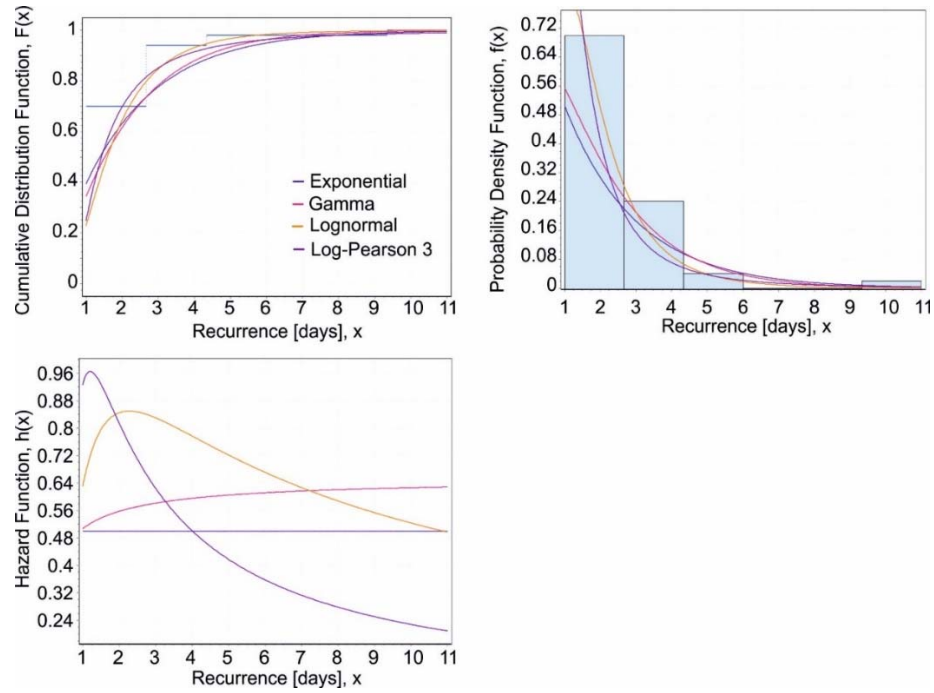 Cumulative Distribution Function, F(x)
1
0.8
0.6
0.4
0.2
0
Exponential
Gamma
Lognormal
Log-Pearson 3
1 2 3 4 5 6 7 8 9 10 11
Recurrence [days], x
Probability Density Function, f(x)
0.72
0.64
0.56
0.48
0.4
0.32
0.24
0.16
0.08
0
1 2 3 4 5 6 7 8 9 10 11
Recurrence [days], x
Hazard Function, h(x)
0.96
0.88
0.8
0.72
0.64
0.56
0.48
0.4
0.32
0.24
1 2 3 4 5 6 7 8 9 10 11
Recurrence [days], x